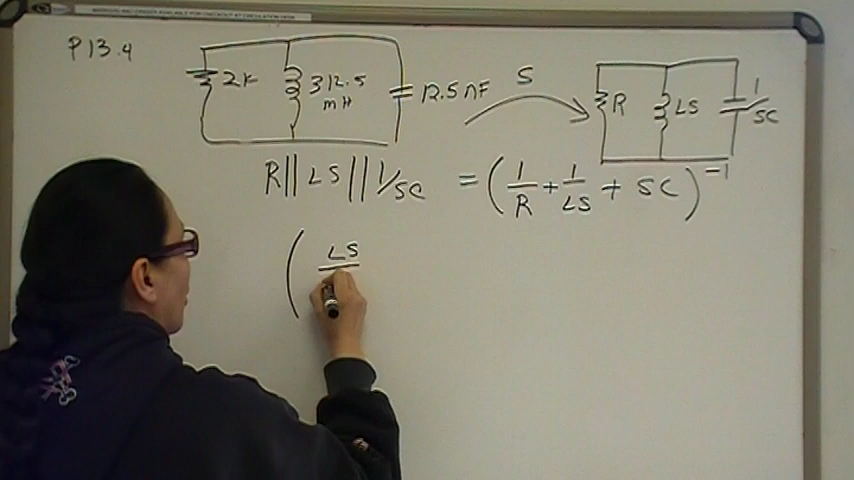 P13.4
2K 312.5 mH 12.5 nF S R LS 1/SC
R || LS || 1/SC = (1/R + 1/LS + SC)^-1
( LS